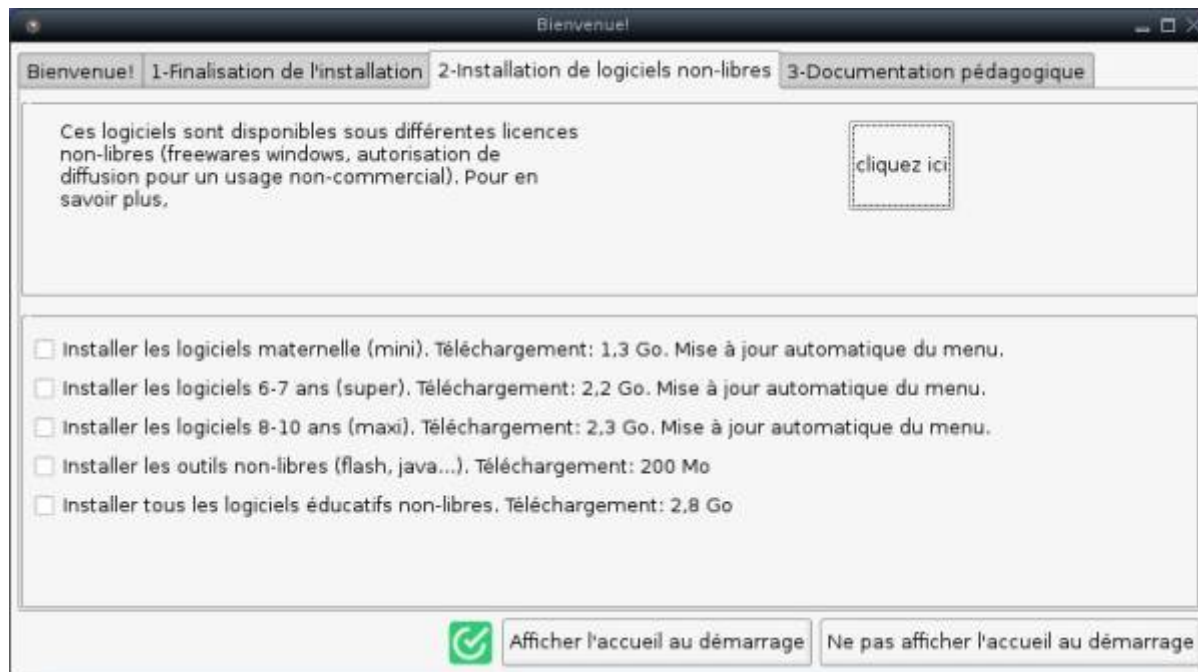 Bienvenue!
Bienvenue! 1-Finalisation de l'installation 2-Installation de logiciels non-libres 3-Documentation pédagogique
Ces logiciels sont disponibles sous différentes licences
non-libres (freewares windows, autorisation de
diffusion pour un usage non-commercial). Pour en
savoir plus,
cliquez ici
Installer les logiciels maternelle (mini). Téléchargement: 1,3 Go. Mise à jour automatique du menu.
Installer les logiciels 6-7 ans (super). Téléchargement: 2,2 Go. Mise à jour automatique du menu.
Installer les logiciels 8-10 ans (maxi). Téléchargement: 2,3 Go. Mise à jour automatique du menu.
Installer les outils non-libres (flash, java...). Téléchargement: 200 Mo
Installer tous les logiciels éducatifs non-libres. Téléchargement: 2,8 Go
Afficher l'accueil au démarrage Ne pas afficher l'accueil au démarrage